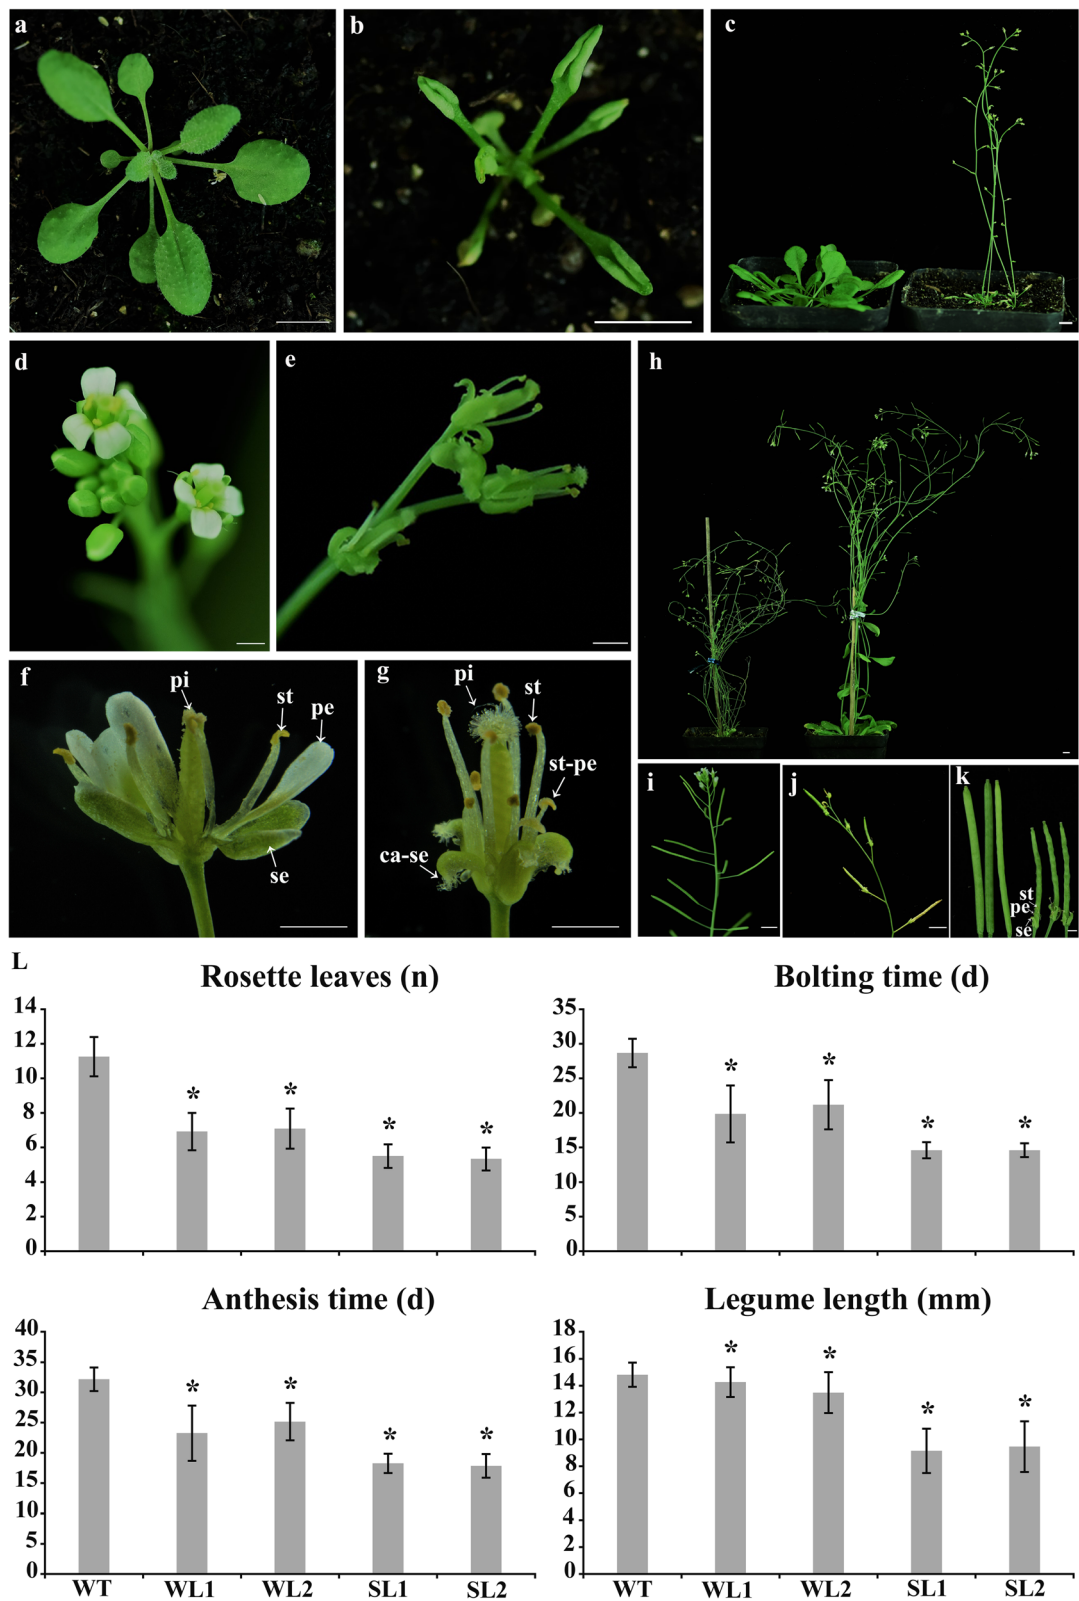 a
b
c
d
e
h
f
pi
st
pe
se
g
pi
st
st-pe
ca-se
i
j
k
st
pe
se
L
Rosette leaves (n)
14
12
10
8
6
4
2
0
Bolting time (d)
35
30
25
20
15
10
5
0
* * * *
* * * *
Anthesis time (d)
40
35
30
25
20
15
10
5
0
* * * *
WT WL1 WL2 SL1 SL2
Legume length (mm)
18
16
14
12
10
8
6
4
2
0
* * * *
WT WL1 WL2 SL1 SL2